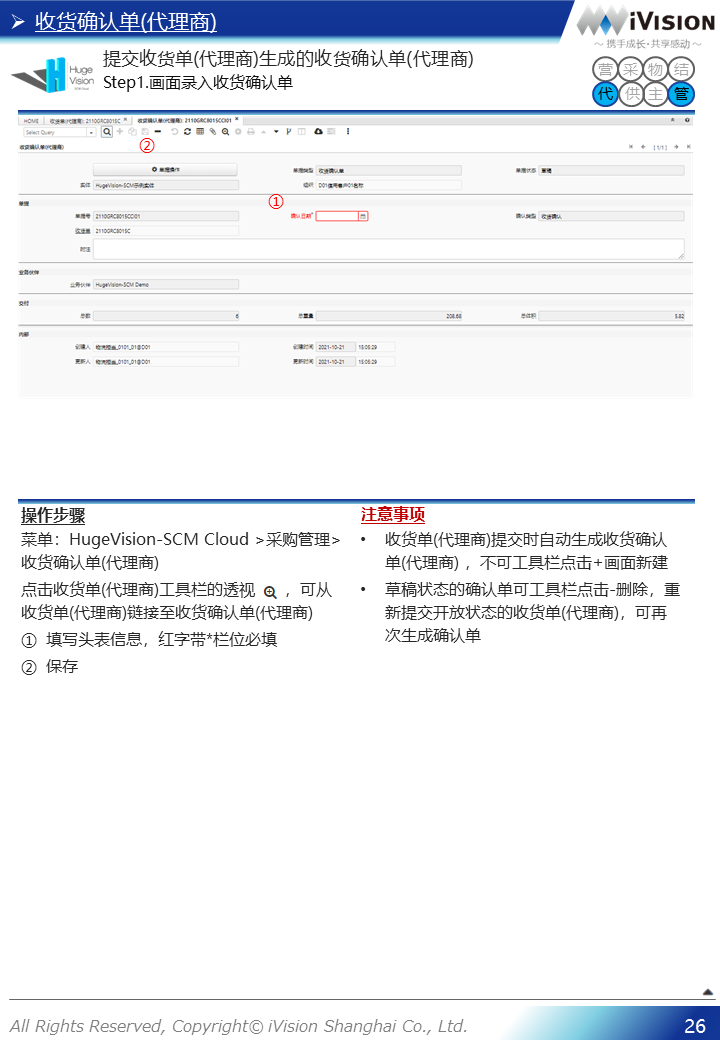 ➤ 收货确认单(代理商)
iVISION
～ 携手成长·共享感动 ～
Huge Vision
提交收货单(代理商)生成的收货确认单(代理商)
Step1.画面录入收货确认单
营 采 物 结
代 供 主 管
HOME 收货单(代理商): 2110GRC8015C × 收货确认单(代理商): 2110GRC8015CC/01 ×
Select Query
②
收货确认单(代理商) [1/1]
单据操作 单据类型 收货确认单 单据状态 草稿
实体 HugeVision-SCM示例实体 组织 D01信用客户01名称
①
单据
单据号 2110GRC8015CC/01 确认日期* 确认类型 收货确认
收货单 2110GRC8015C
附注
业务伙伴
业务伙伴 HugeVision-SCM Demo
交付
总数 6 总重量 208.68 总体积 5.82
内部
创建人 物流担当_0101_01@D01 创建时间 2021-10-21 15:05:29
更新人 物流担当_0101_01@D01 更新时间 2021-10-21 15:05:29
操作步骤
菜单：HugeVision-SCM Cloud >采购管理>
收货确认单(代理商)
点击收货单(代理商)工具栏的透视 ，可从
收货单(代理商)链接至收货确认单(代理商)
① 填写头表信息，红字带*栏位必填
② 保存
注意事项
• 收货单(代理商)提交时自动生成收货确认
单(代理商) ，不可工具栏点击+画面新建
• 草稿状态的确认单可工具栏点击-删除，重
新提交开放状态的收货单(代理商)，可再
次生成确认单
All Rights Reserved, Copyright© iVision Shanghai Co., Ltd.
26